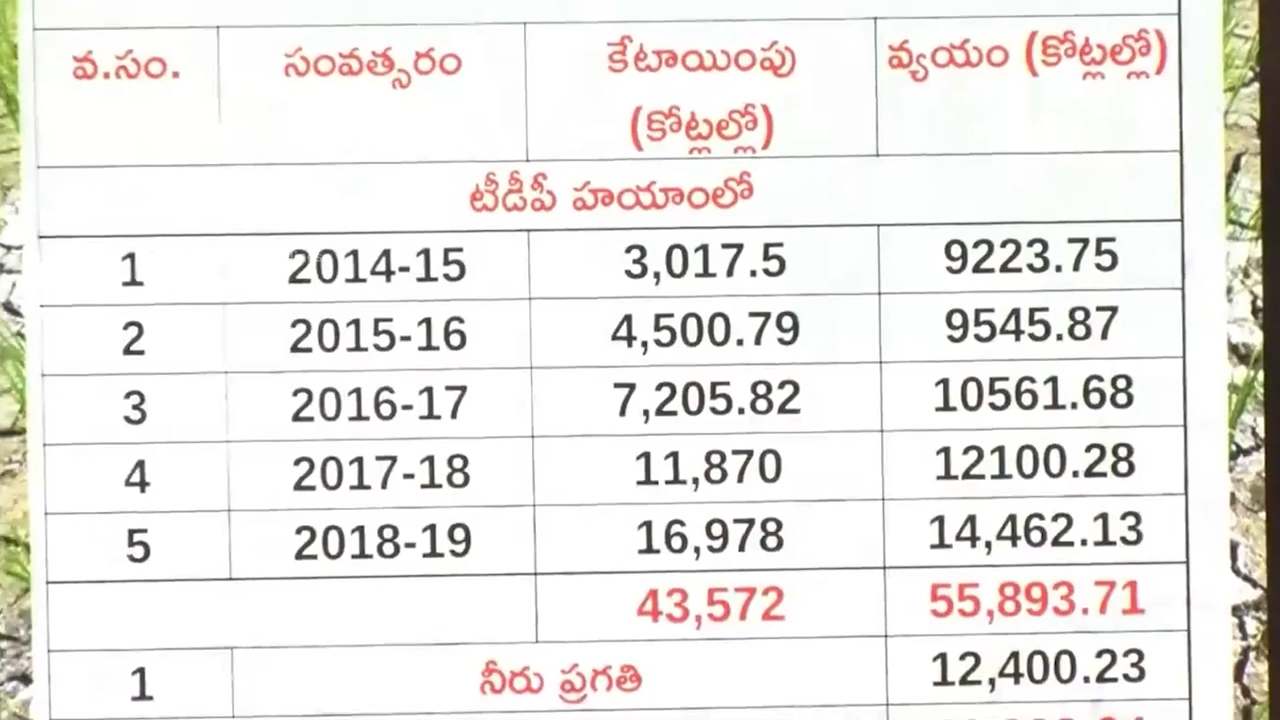 వ.సం. సంవత్సరం కేటాయింపు (కోట్లల్లో) వ్యయం (కోట్లల్లో)
టీడీపీ హయాంలో
1 2014-15 3,017.5 9223.75
2 2015-16 4,500.79 9545.87
3 2016-17 7,205.82 10561.68
4 2017-18 11,870 12100.28
5 2018-19 16,978 14,462.13
43,572 55,893.71
1 నీరు ప్రగతి 12,400.23